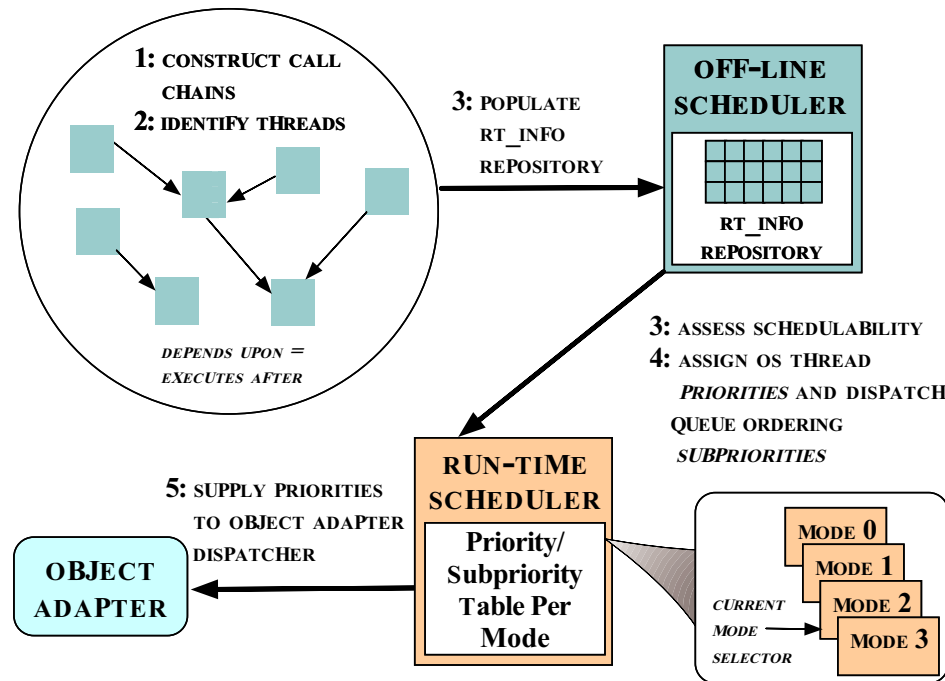 1: CONSTRUCT CALL
CHAINS
2: IDENTIFY THREADS
DEPENDS UPON =
EXECUTES AFTER
3: POPULATE
RT_INFO
REPOSITORY
OFF-LINE
SCHEDULER
RT_INFO
REPOSITORY
3: ASSESS SCHEDULABILITY
4: ASSIGN OS THREAD
PRIORITIES AND DISPATCH
QUEUE ORDERING
SUBPRIORITIES
RUN-TIME
SCHEDULER
Priority/
Subpriority
Table Per
Mode
5: SUPPLY PRIORITIES
TO OBJECT ADAPTER
DISPATCHER
OBJECT
ADAPTER
MODE 0
MODE 1
MODE 2
MODE 3
CURRENT
MODE
SELECTOR